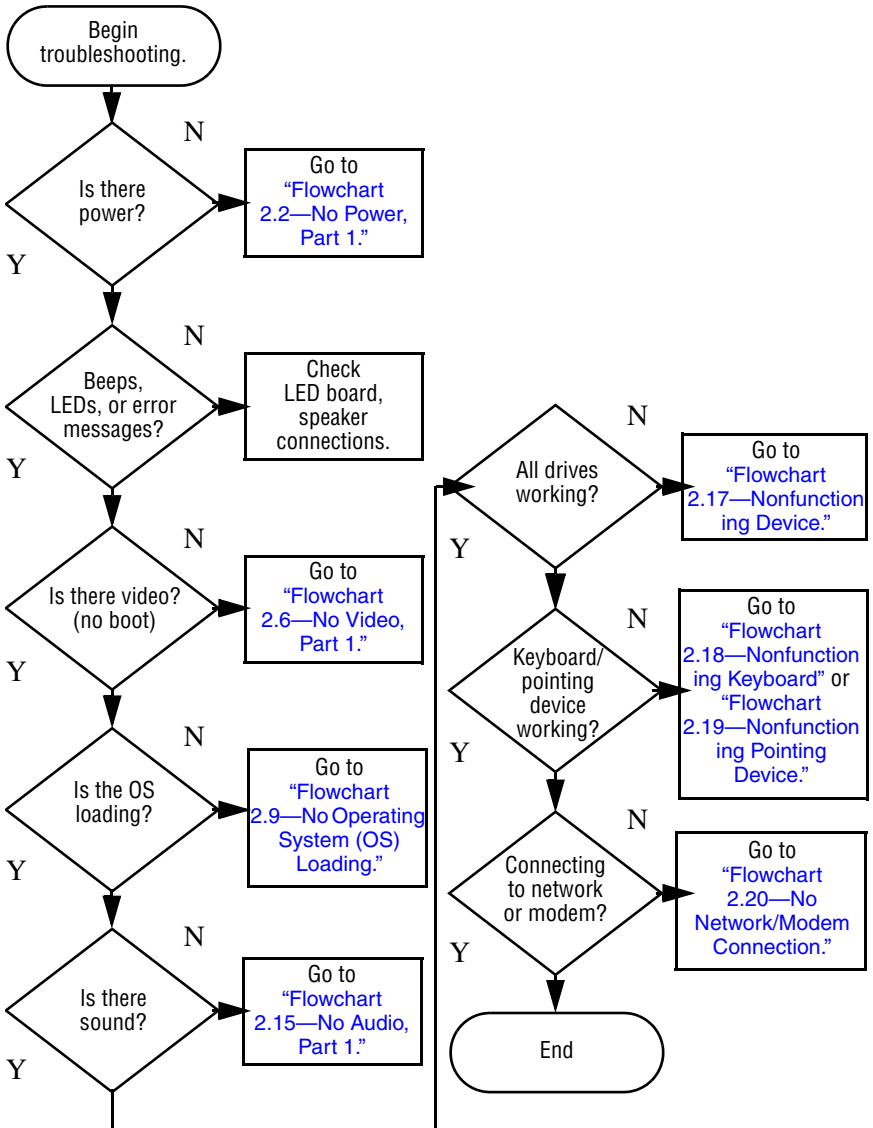 Begin
troubleshooting.
N
Is there
power?
Go to
“Flowchart
2.2—No Power,
Part 1.”
Y
N
Beeps,
LEDs, or error
messages?
Check
LED board,
speaker
connections.
Y
N
Is there video?
(no boot)
Go to
“Flowchart
2.6—No Video,
Part 1.”
Y
N
Is the OS
loading?
Go to
“Flowchart
2.9—No Operating
System (OS)
Loading.”
Y
N
Is there
sound?
Go to
“Flowchart
2.15—No Audio,
Part 1.”
Y
N
All drives
working?
Go to
“Flowchart
2.17—Nonfunction
ing Device.”
Y
N
Keyboard/
pointing
device
working?
Go to
“Flowchart
2.18—Nonfunction
ing Keyboard” or
“Flowchart
2.19—Nonfunction
ing Pointing
Device.”
Y
N
Connecting
to network
or modem?
Go to
“Flowchart
2.20—No
Network/Modem
Connection.”
Y
End